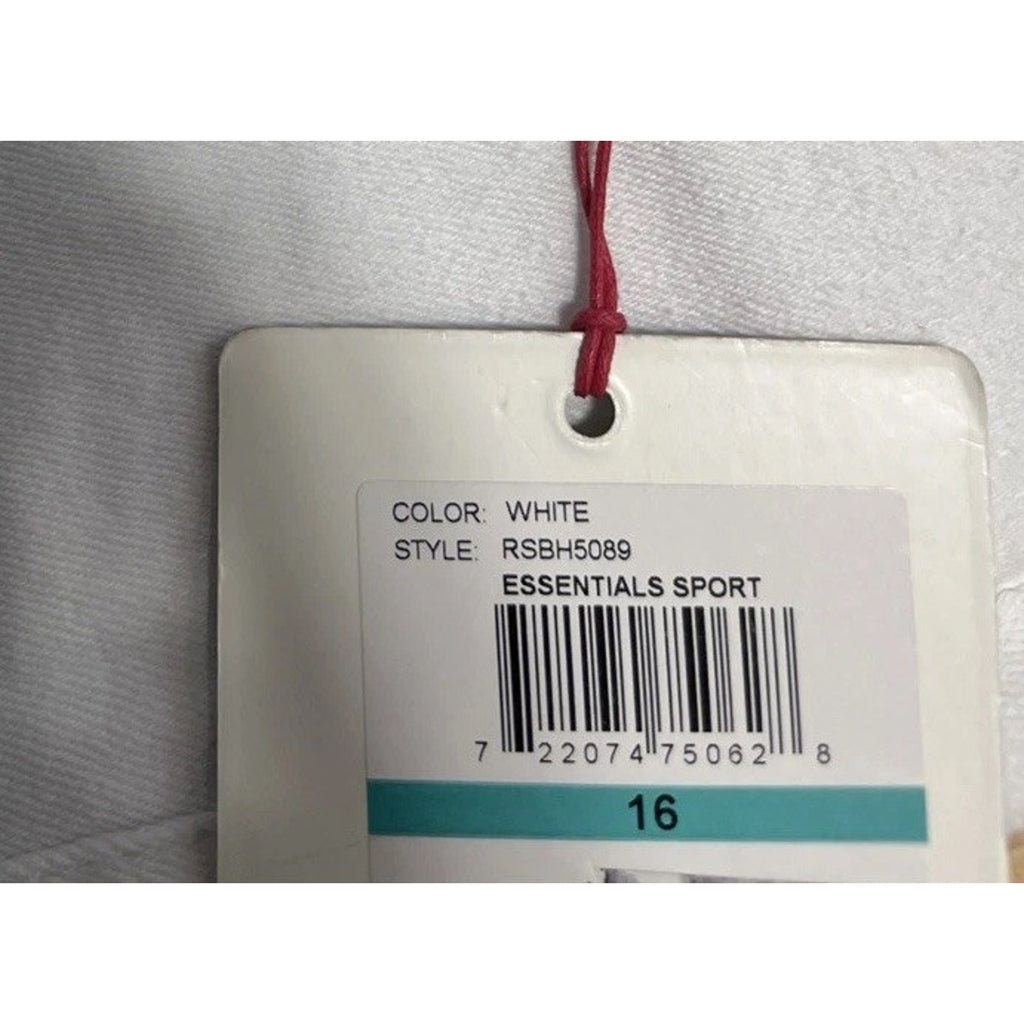 COLOR: WHITE
STYLE: RSBH5089
ESSENTIALS SPORT
7 22074 75062 8
16